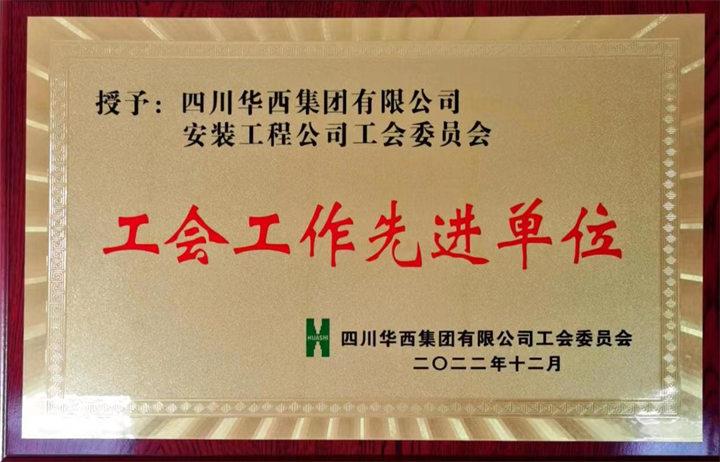 授予：四川华西集团有限公司
安装工程公司工会委员会
工会工作先进单位
HUASHI
四川华西集团有限公司工会委员会
二〇二二年十二月